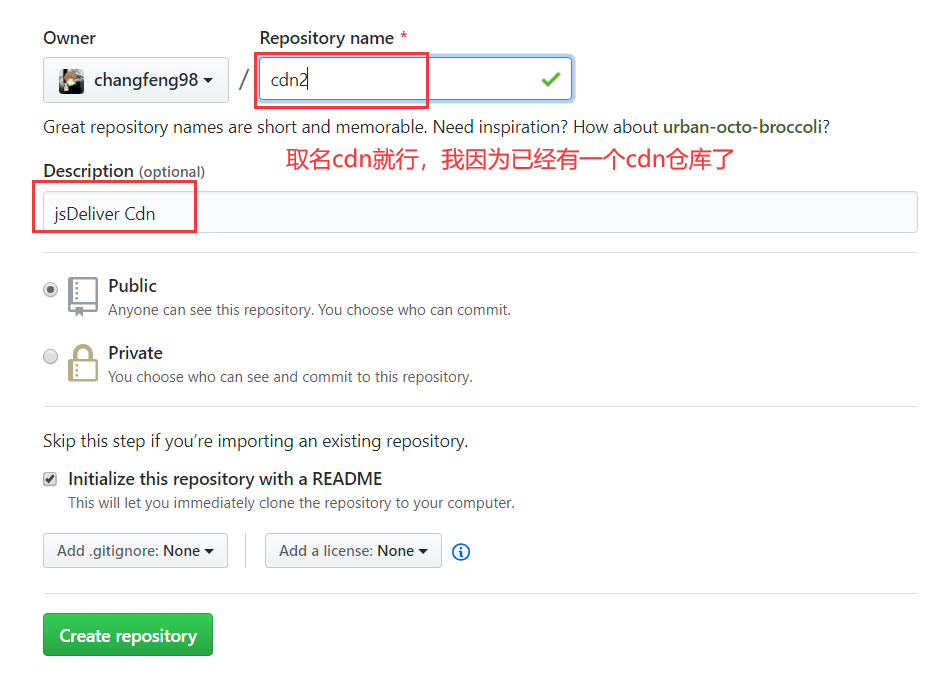 Owner
Repository name *
changfeng98
/
cdn2
Great repository names are short and memorable. Need inspiration? How about urban-octo-broccoli?
取名cdn就行，我因为已经有一个cdn仓库了
Description (optional)
jsDeliver Cdn
Public
Anyone can see this repository. You choose who can commit.
Private
You choose who can see and commit to this repository.
Skip this step if you’re importing an existing repository.
Initialize this repository with a README
This will let you immediately clone the repository to your computer.
Add .gitignore: None
Add a license: None
Create repository